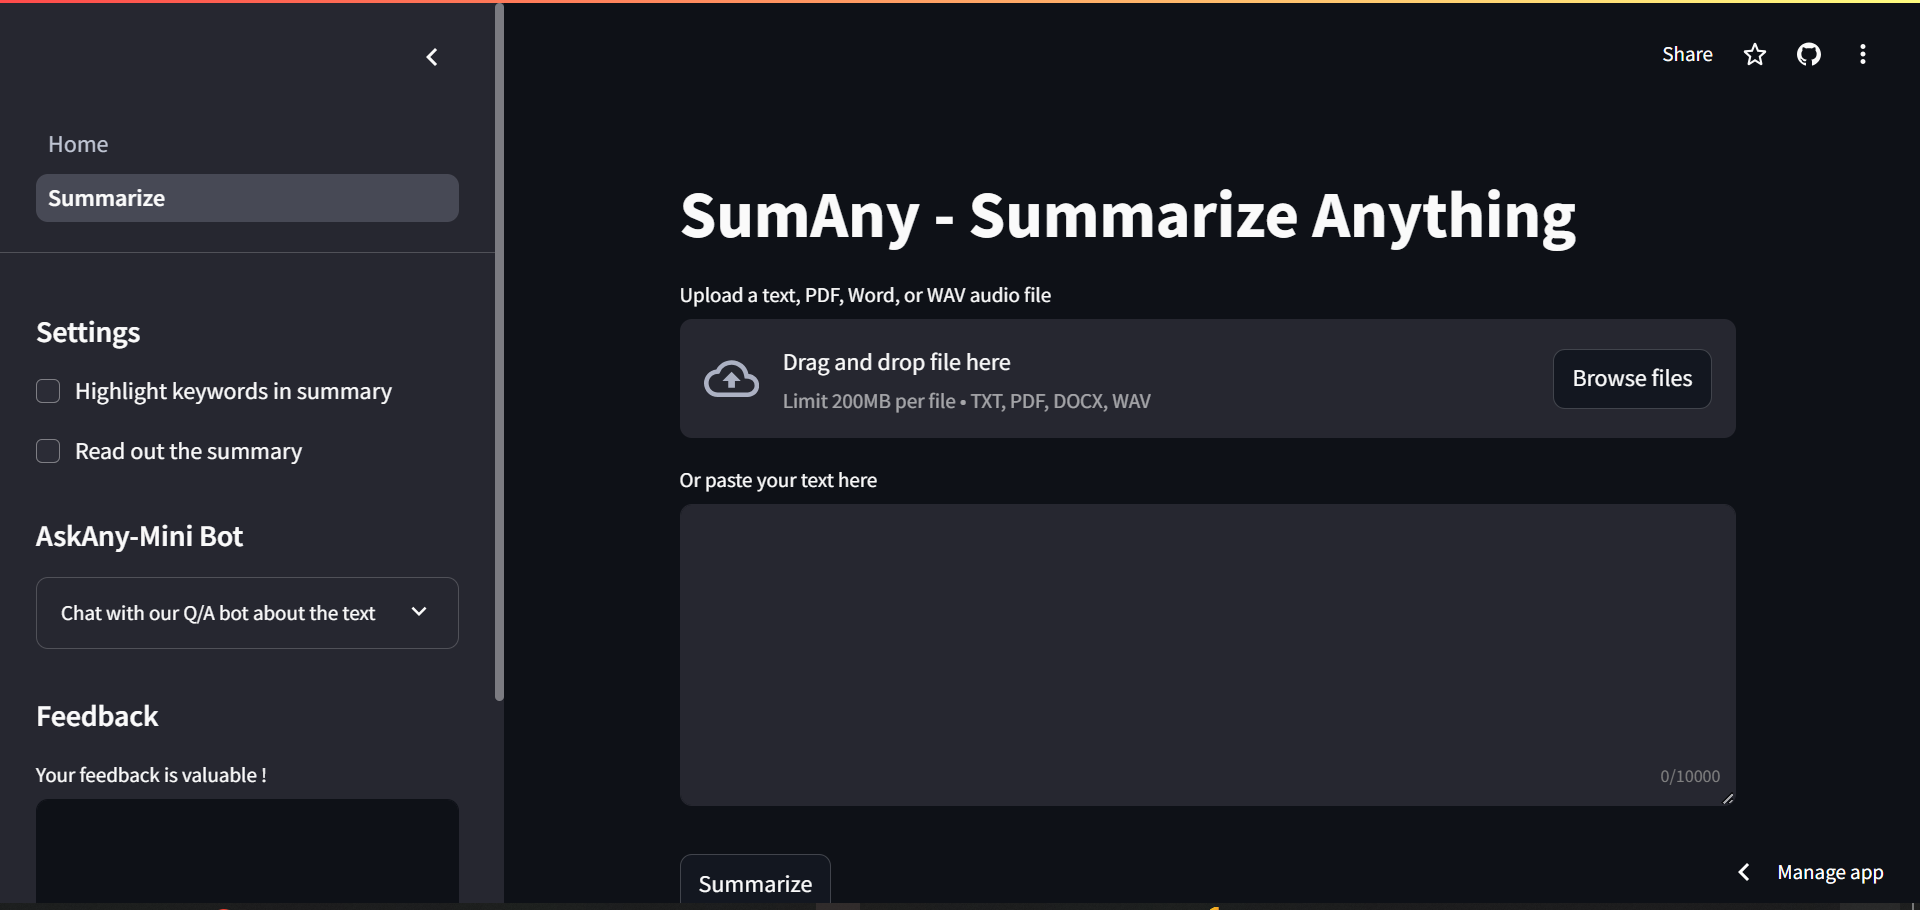 Share
Home
Summarize
Settings
Highlight keywords in summary
Read out the summary
AskAny-Mini Bot
Chat with our Q/A bot about the text
Feedback
Your feedback is valuable !
SumAny - Summarize Anything
Upload a text, PDF, Word, or WAV audio file
Drag and drop file here
Limit 200MB per file • TXT, PDF, DOCX, WAV
Browse files
Or paste your text here
0/10000
Summarize
Manage app